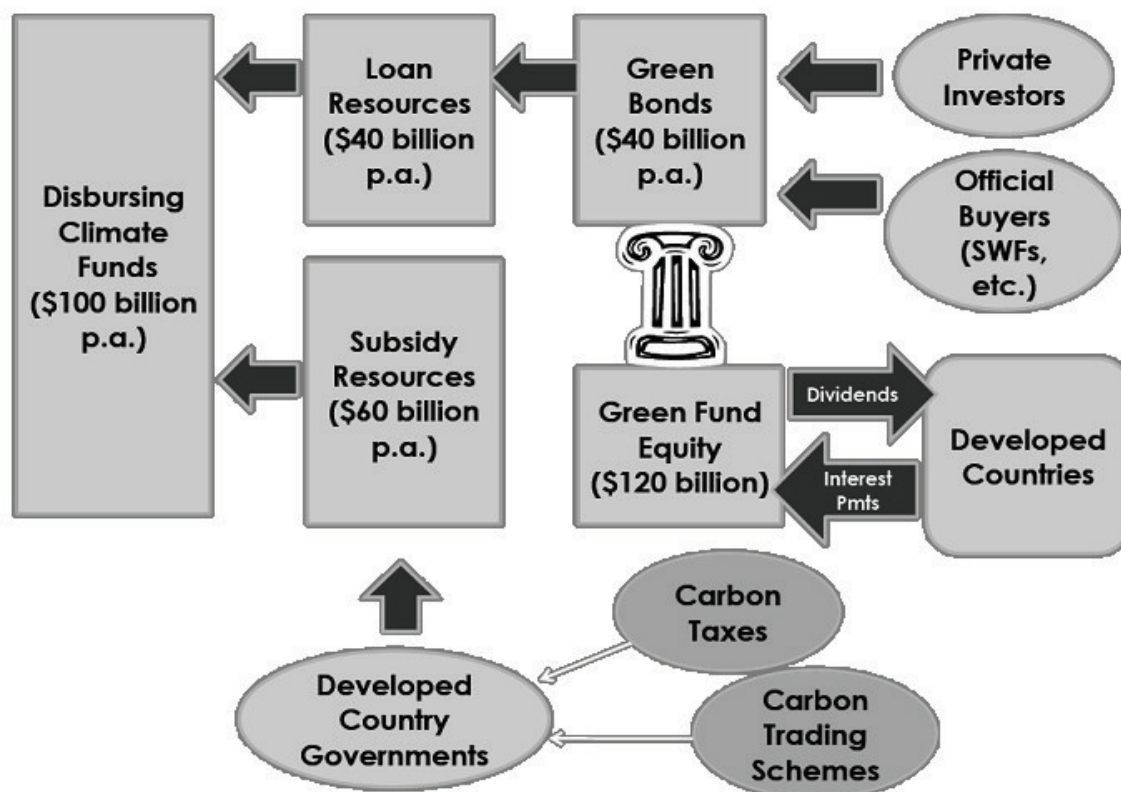 Disbursing
Climate
Funds
($100 billion
p.a.)
Loan
Resources
($40 billion
p.a.)
Green
Bonds
($40 billion
p.a.)
Private
Investors
Official
Buyers
(SWFs,
etc.)
Subsidy
Resources
($60 billion
p.a.)
Green Fund
Equity
($120 billion)
Dividends
Interest
Pmts
Developed
Countries
Developed
Country
Governments
Carbon
Taxes
Carbon
Trading
Schemes